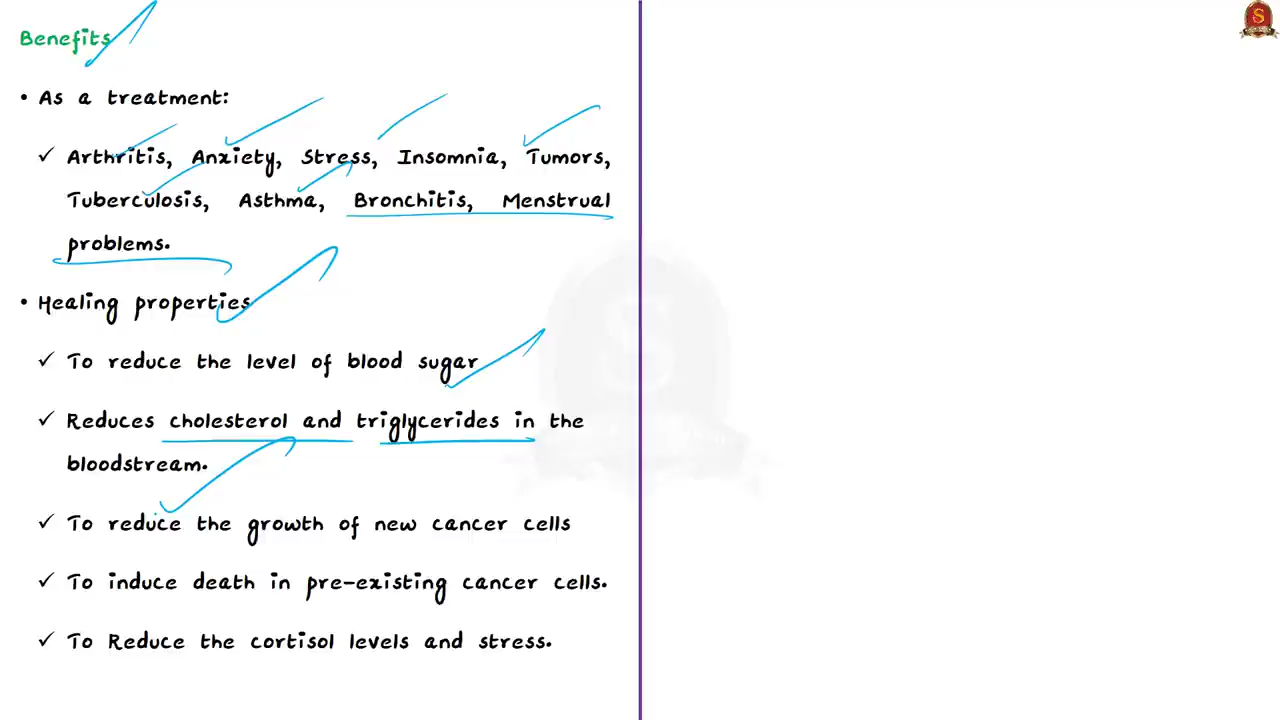 Benefits
• As a treatment:
✓ Arthritis, Anxiety, Stress, Insomnia, Tumors,
Tuberculosis, Asthma, Bronchitis, Menstrual
problems.
• Healing properties
✓ To reduce the level of blood sugar
✓ Reduces cholesterol and triglycerides in the
bloodstream.
✓ To reduce the growth of new cancer cells
✓ To induce death in pre-existing cancer cells.
✓ To Reduce the cortisol levels and stress.
S